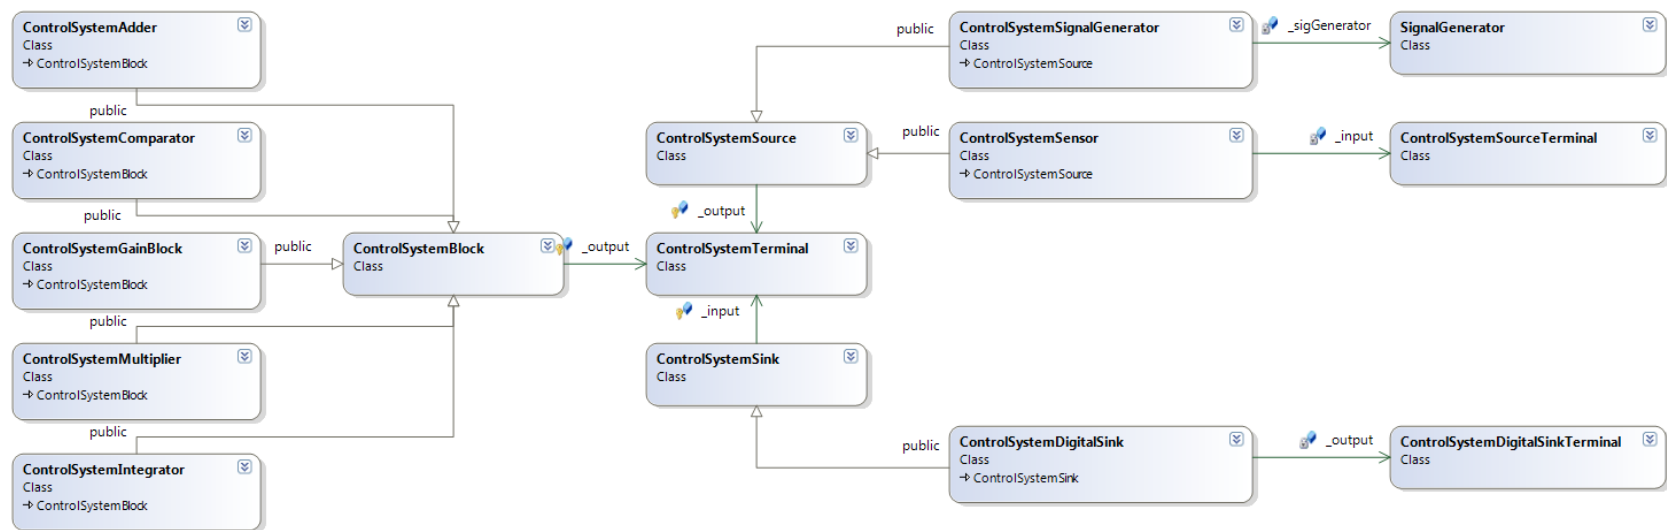 ControlSystemAdder
Class
ControlSystemBlock
public
ControlSystemComparator
Class
ControlSystemBlock
public
ControlSystemGainBlock
Class
ControlSystemBlock
public
public
ControlSystemMultiplier
Class
ControlSystemBlock
public
ControlSystemIntegrator
Class
ControlSystemBlock
ControlSystemBlock
Class
_output
ControlSystemSource
Class
_output
ControlSystemTerminal
Class
_input
ControlSystemSink
Class
public
ControlSystemSignalGenerator
Class
ControlSystemSource
_sigGenerator
SignalGenerator
Class
public
ControlSystemSensor
Class
ControlSystemSource
_input
ControlSystemSourceTerminal
Class
public
ControlSystemDigitalSink
Class
ControlSystemSink
_output
ControlSystemDigitalSinkTerminal
Class